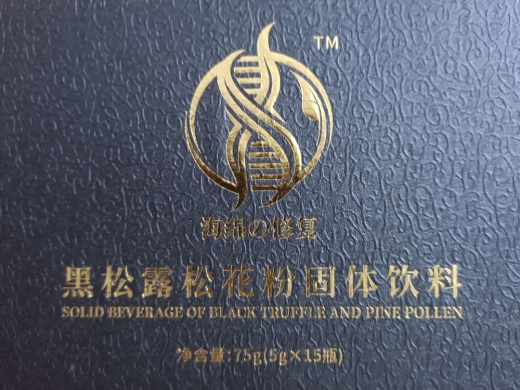 TM
海绵の修复
黑松露松花粉固体饮料
SOLID BEVERAGE OF BLACK TRUFFLE AND PINE POLLEN
净含量:75g(5g×15瓶)